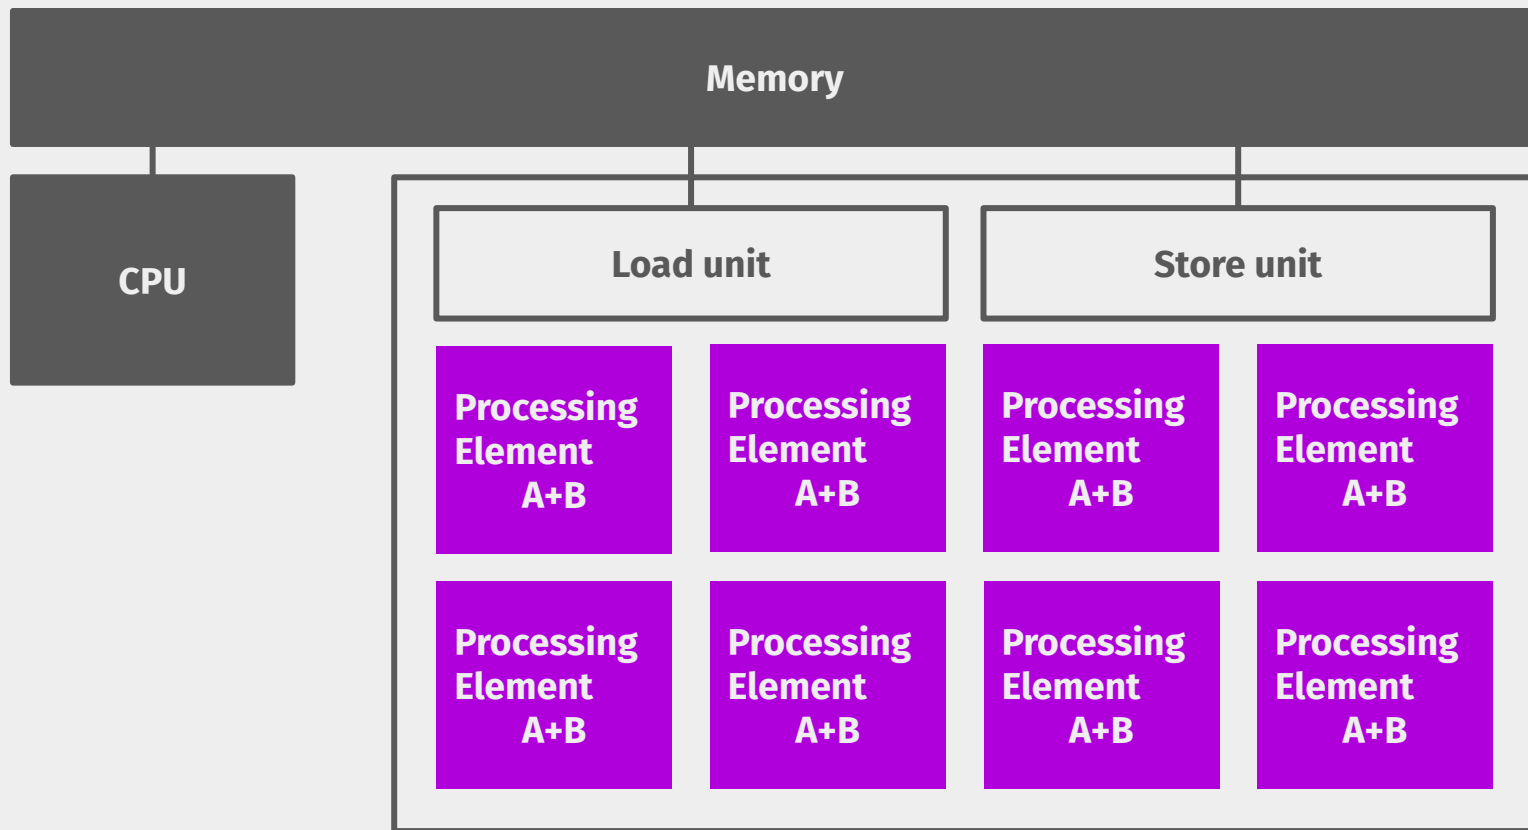 Memory
CPU
Load unit
Store unit
Processing
Element
A+B
Processing
Element
A+B
Processing
Element
A+B
Processing
Element
A+B
Processing
Element
A+B
Processing
Element
A+B
Processing
Element
A+B
Processing
Element
A+B